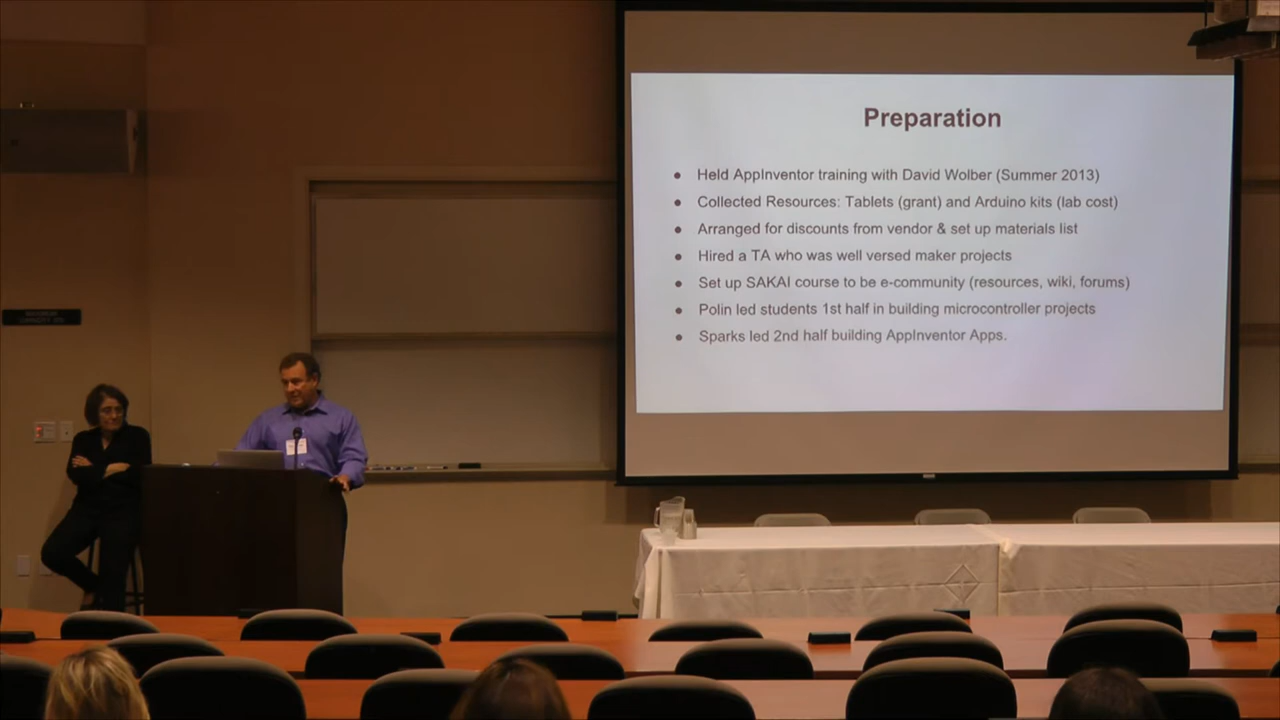 Preparation
● Held AppInventor training with David Wolber (Summer 2013)
● Collected Resources: Tablets (grant) and Arduino kits (lab cost)
● Arranged for discounts from vendor & set up materials list
● Hired a TA who was well versed maker projects
● Set up SAKAI course to be e-community (resources, wiki, forums)
● Polin led students 1st half in building microcontroller projects
● Sparks led 2nd half building AppInventor Apps.